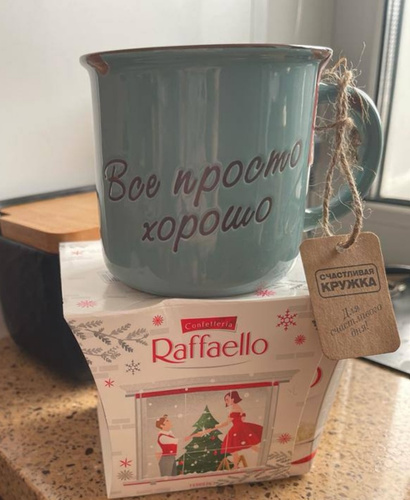 Все просто
хорошо
СЧАСТЛИВАЯ
КРУЖКА
Для
счастливого
дня!
Confetteria
Raffaello